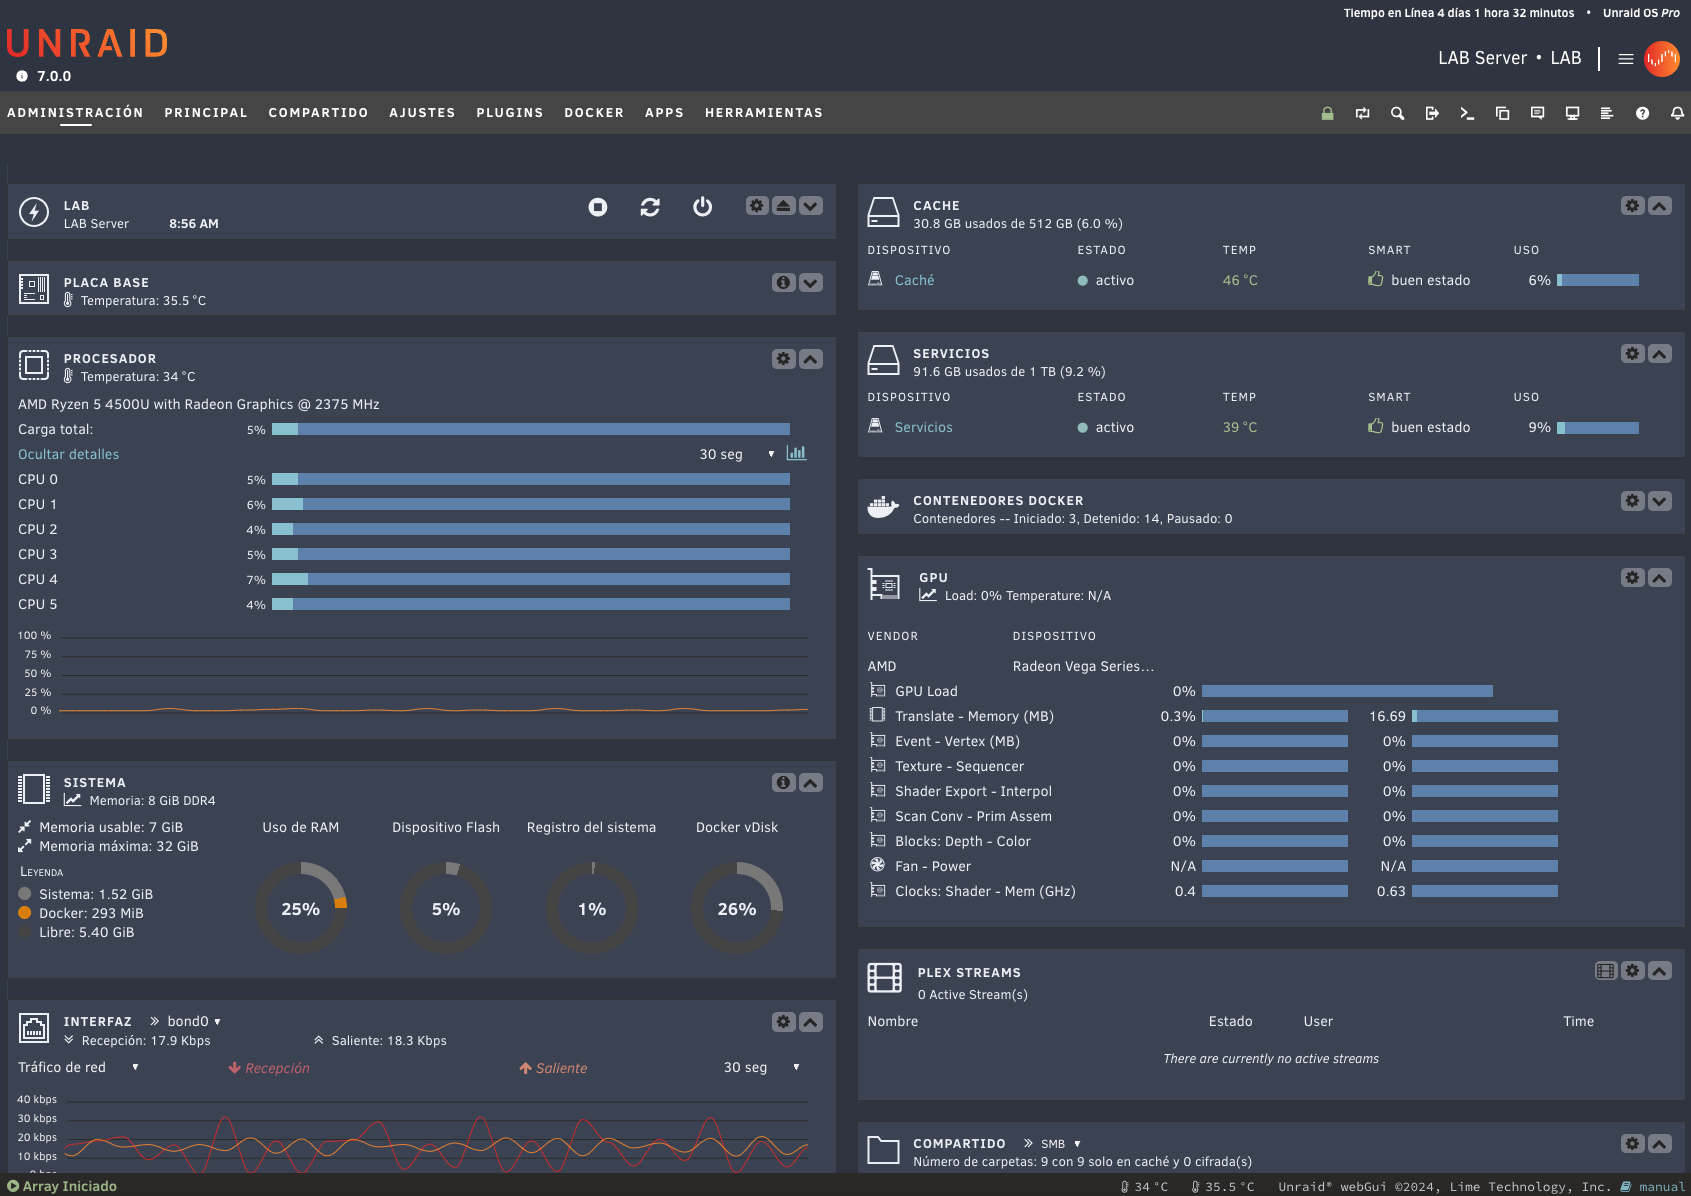 Tiempo en Línea 4 días 1 hora 32 minutos • Unraid OS Pro
UNRAID
7.0.0
LAB Server • LAB
ADMINISTRACIÓN PRINCIPAL COMPARTIDO AJUSTES PLUGINS DOCKER APPS HERRAMIENTAS
LAB
LAB Server 8:56 AM
PLACA BASE
Temperatura: 35.5 °C
PROCESADOR
Temperatura: 34 °C
AMD Ryzen 5 4500U with Radeon Graphics @ 2375 MHz
Carga total: 5%
Ocultar detalles 30 seg
CPU 0 5%
CPU 1 6%
CPU 2 4%
CPU 3 5%
CPU 4 7%
CPU 5 4%
100 %
75 %
50 %
25 %
0 %
SISTEMA
Memoria: 8 GiB DDR4
Memoria usable: 7 GiB
Memoria máxima: 32 GiB
Leyenda
Sistema: 1.52 GiB
Docker: 293 MiB
Libre: 5.40 GiB
Uso de RAM Dispositivo Flash Registro del sistema Docker vDisk
25% 5% 1% 26%
INTERFAZ bond0
Recepción: 17.9 Kbps Saliente: 18.3 Kbps
Tráfico de red Recepción Saliente 30 seg
40 kbps
30 kbps
20 kbps
10 kbps
0 bps
CACHE
30.8 GB usados de 512 GB (6.0 %)
DISPOSITIVO ESTADO TEMP SMART USO
Caché activo 46 °C buen estado 6%
SERVICIOS
91.6 GB usados de 1 TB (9.2 %)
DISPOSITIVO ESTADO TEMP SMART USO
Servicios activo 39 °C buen estado 9%
CONTENEDORES DOCKER
Contenedores -- Iniciado: 3, Detenido: 14, Pausado: 0
GPU
Load: 0% Temperature: N/A
VENDOR DISPOSITIVO
AMD Radeon Vega Series…
GPU Load 0%
Translate - Memory (MB) 0.3% 16.69
Event - Vertex (MB) 0% 0%
Texture - Sequencer 0% 0%
Shader Export - Interpol 0% 0%
Scan Conv - Prim Assem 0% 0%
Blocks: Depth - Color 0% 0%
Fan - Power N/A N/A
Clocks: Shader - Mem (GHz) 0.4 0.63
PLEX STREAMS
0 Active Stream(s)
Nombre Estado User Time
There are currently no active streams
COMPARTIDO SMB
Número de carpetas: 9 con 9 solo en caché y 0 cifrada(s)
Array Iniciado
34 °C 35.5 °C Unraid® webGui ©2024, Lime Technology, Inc. manual